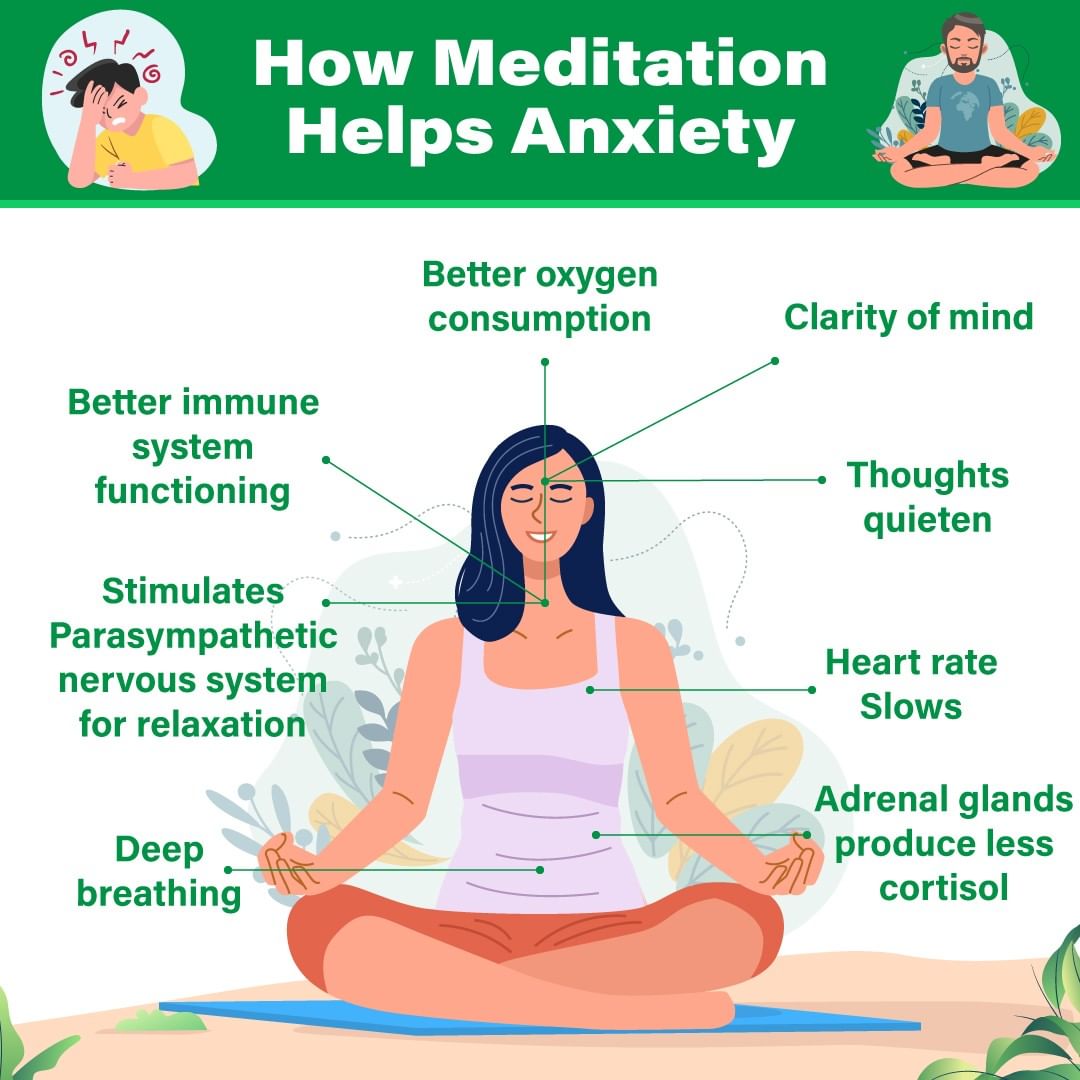 How Meditation
Helps Anxiety
Better oxygen
consumption
Clarity of mind
Better immune
system
functioning
Thoughts
quieten
Stimulates
Parasympathetic
nervous system
for relaxation
Heart rate
Slows
Adrenal glands
produce less
cortisol
Deep
breathing